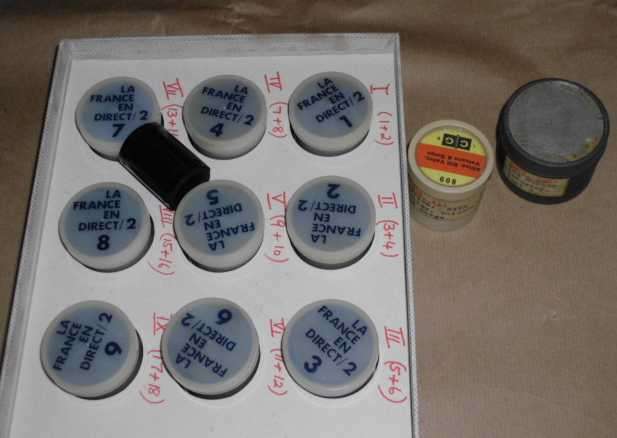 LA
FRANCE
EN
DIRECT/2
7
VII
(13+14)
LA
FRANCE
EN
DIRECT/2
4
IV
(7+8)
LA
FRANCE
EN
DIRECT/2
1
I
(1+2)
LA
FRANCE
EN
DIRECT/2
8
VIII
(15+16)
LA
FRANCE
EN
DIRECT/2
5
V
(9+10)
LA
FRANCE
EN
DIRECT/2
2
II
(3+4)
LA
FRANCE
EN
DIRECT/2
9
IX
(17+18)
LA
FRANCE
EN
DIRECT/2
6
VI
(11+12)
LA
FRANCE
EN
DIRECT/2
3
III
(5+6)